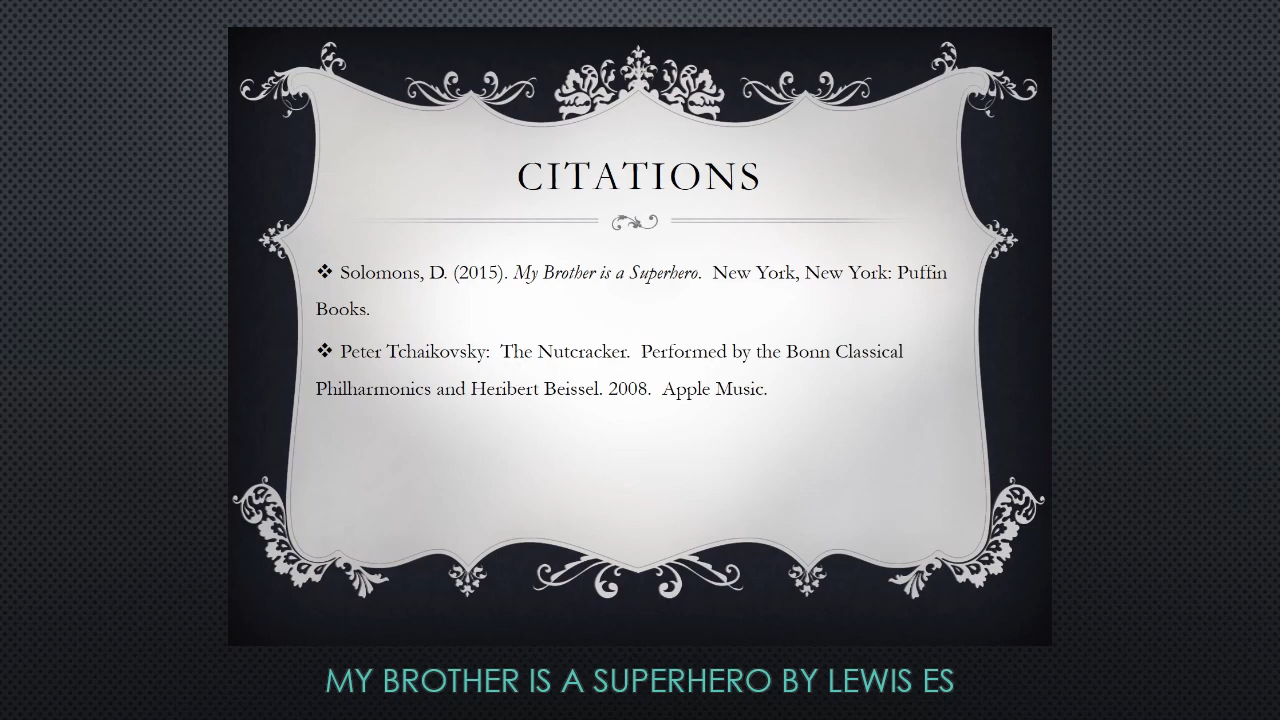 CITATIONS
❖ Solomons, D. (2015). My Brother is a Superhero.  New York, New York: Puffin
Books.
❖ Peter Tchaikovsky:  The Nutcracker.  Performed by the Bonn Classical
Philharmonics and Heribert Beissel. 2008.  Apple Music.
MY BROTHER IS A SUPERHERO BY LEWIS ES